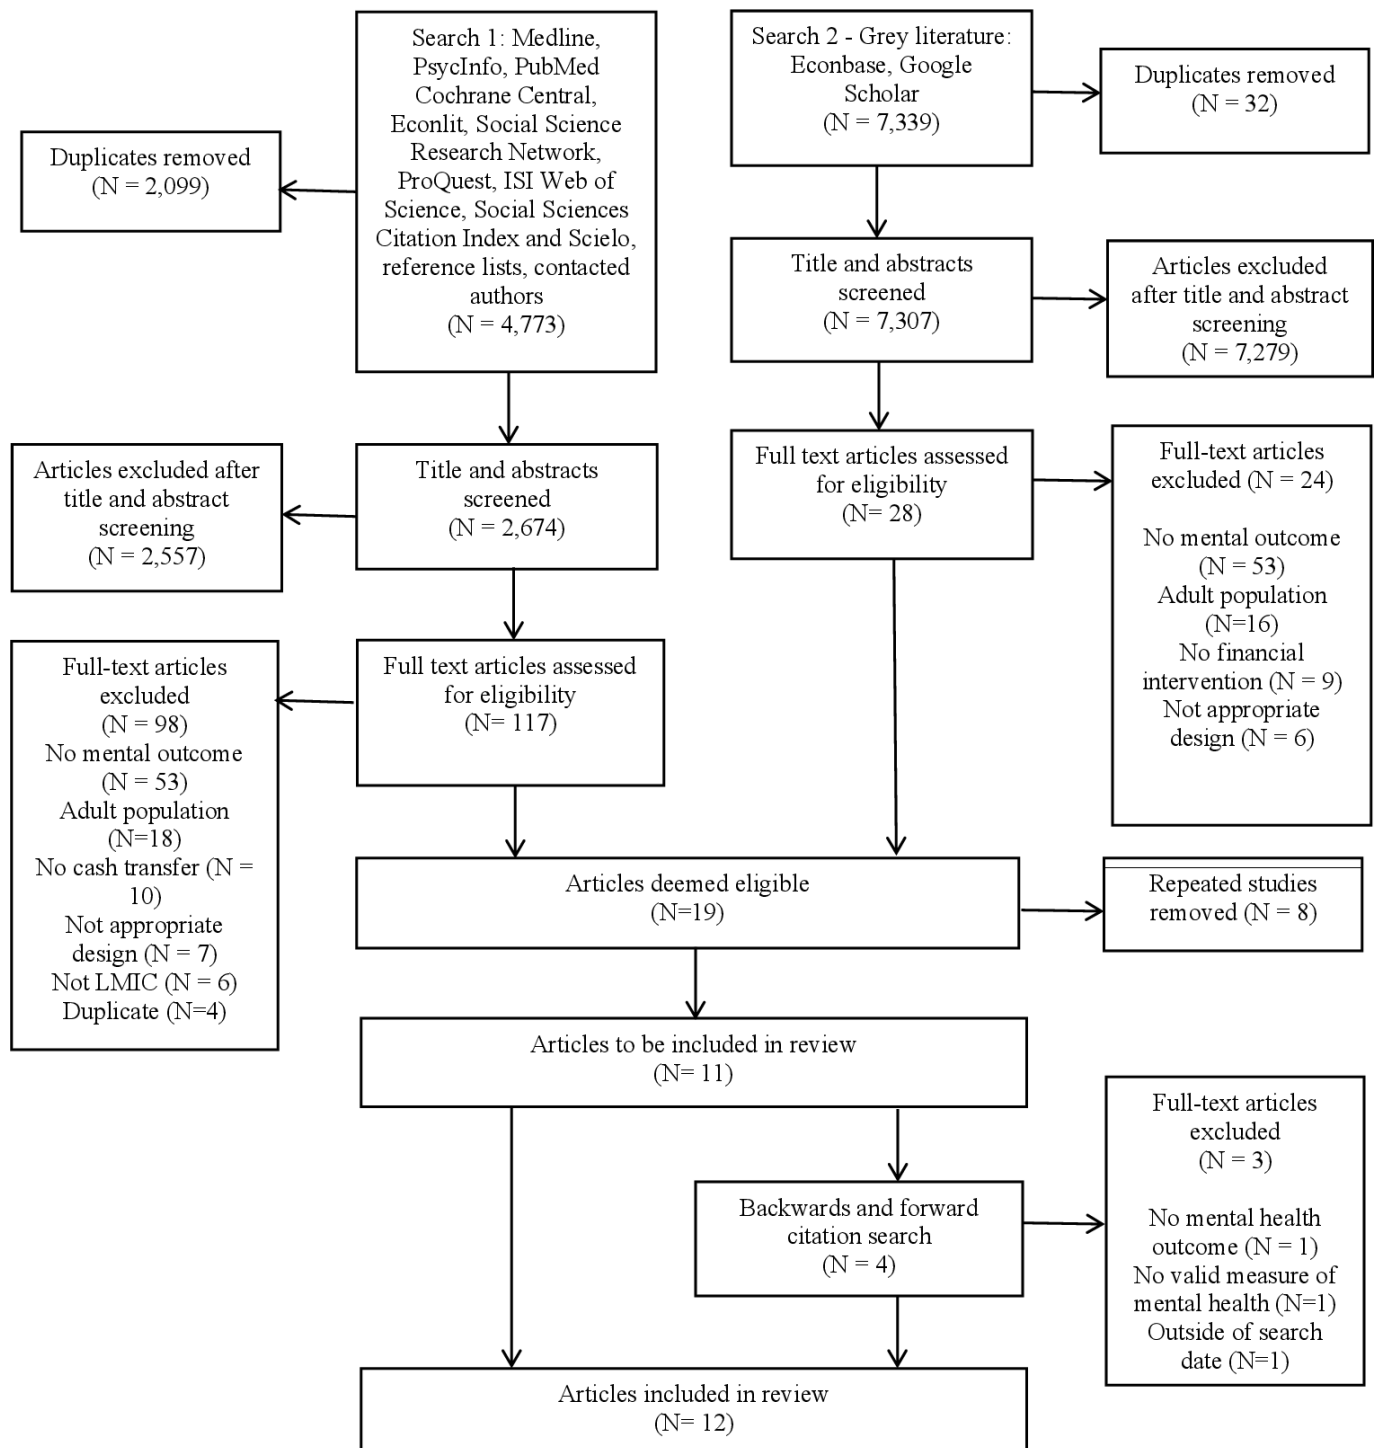 Search 1: Medline,
PsycInfo, PubMed
Cochrane Central,
Econlit, Social Science
Research Network,
ProQuest, ISI Web of
Science, Social Sciences
Citation Index and Scielo,
reference lists, contacted
authors
(N = 4,773)
Duplicates removed
(N = 2,099)
Search 2 - Grey literature:
Econbase, Google
Scholar
(N = 7,339)
Duplicates removed
(N = 32)
Title and abstracts
screened
(N = 7,307)
Articles excluded
after title and abstract
screening
(N = 7,279)
Articles excluded after
title and abstract
screening
(N = 2,557)
Title and abstracts
screened
(N = 2,674)
Full text articles assessed
for eligibility
(N= 28)
Full-text articles
excluded (N = 24)
No mental outcome
(N = 53)
Adult population
(N=16)
No financial
intervention (N = 9)
Not appropriate
design (N = 6)
Full-text articles
excluded
(N = 98)
No mental outcome
(N = 53)
Adult population
(N=18)
No cash transfer (N =
10)
Not appropriate
design (N = 7)
Not LMIC (N = 6)
Duplicate (N=4)
Full text articles assessed
for eligibility
(N= 117)
Articles deemed eligible
(N=19)
Repeated studies
removed (N = 8)
Articles to be included in review
(N= 11)
Backwards and forward
citation search
(N = 4)
Full-text articles
excluded
(N = 3)
No mental health
outcome (N = 1)
No valid measure of
mental health (N=1)
Outside of search
date (N=1)
Articles included in review
(N= 12)